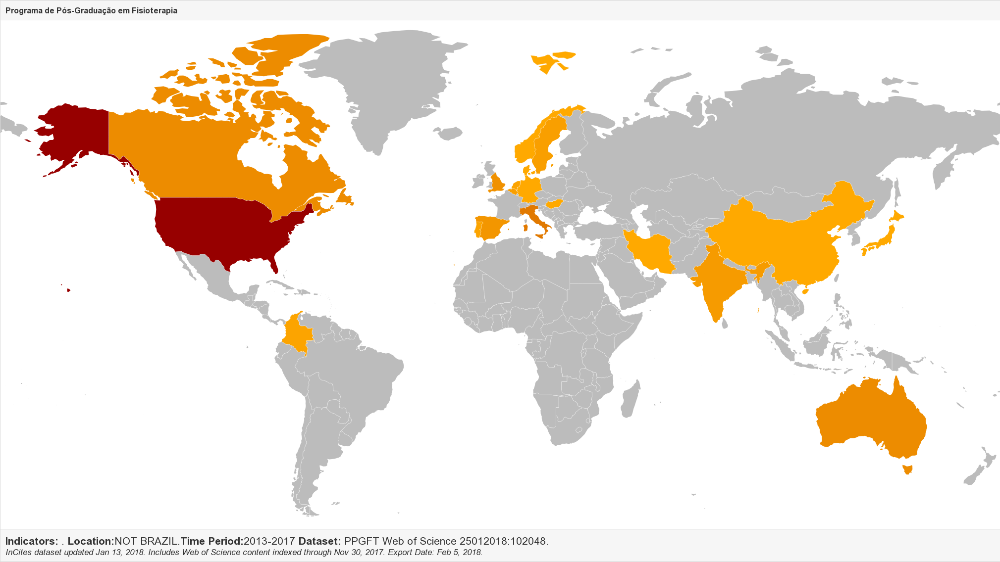 Programa de Pós-Graduação em Fisioterapia
Indicators: . Location:NOT BRAZIL.Time Period:2013-2017 Dataset: PPGFT Web of Science 25012018:102048.
InCites dataset updated Jan 13, 2018. Includes Web of Science content indexed through Nov 30, 2017. Export Date: Feb 5, 2018.